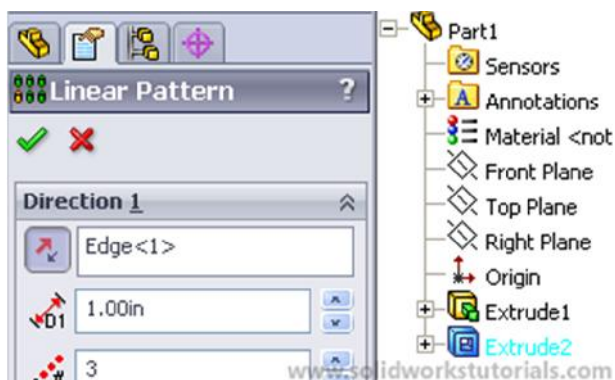 Linear Pattern ?
Direction 1
Edge<1>
D1 1.00in
# 3
Part1
Sensors
A Annotations
Material <not
Front Plane
Top Plane
Right Plane
Origin
Extrude1
Extrude2
www.solidworkstutorials.com